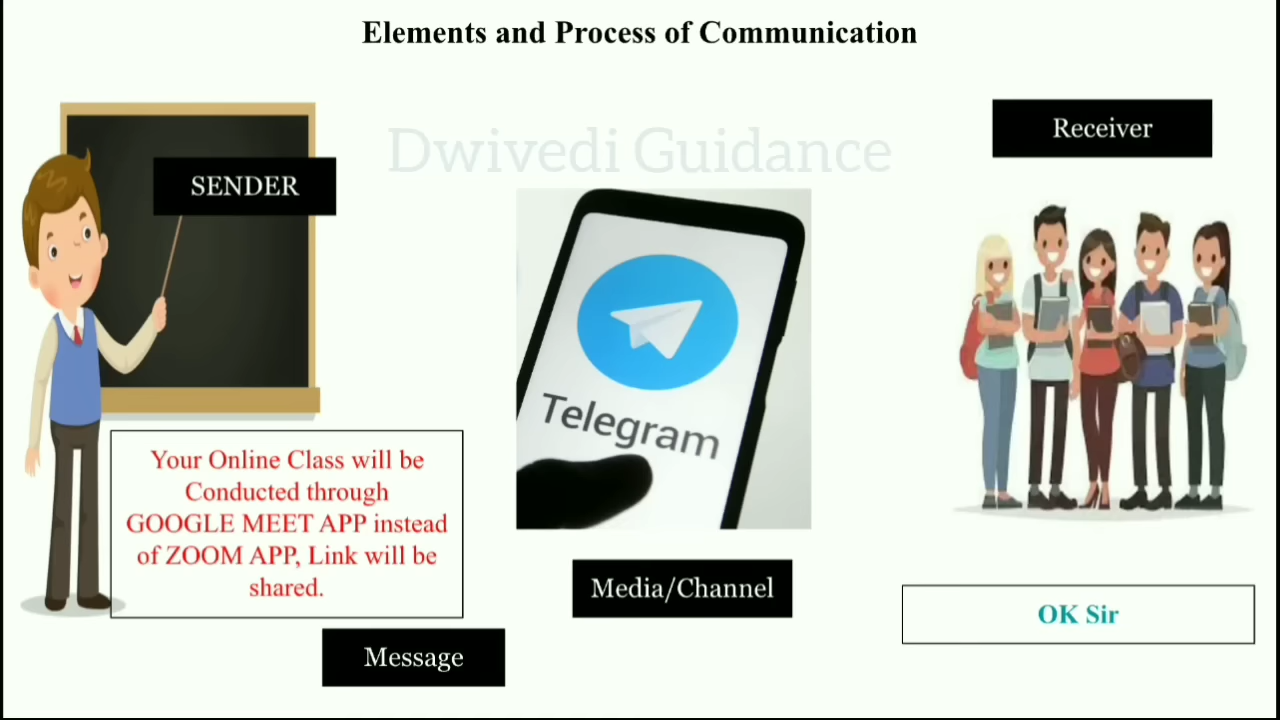 Elements and Process of Communication
Dwivedi Guidance
SENDER
Receiver
Telegram
Your Online Class will be
Conducted through
GOOGLE MEET APP instead
of ZOOM APP, Link will be
shared.
Media/Channel
OK Sir
Message